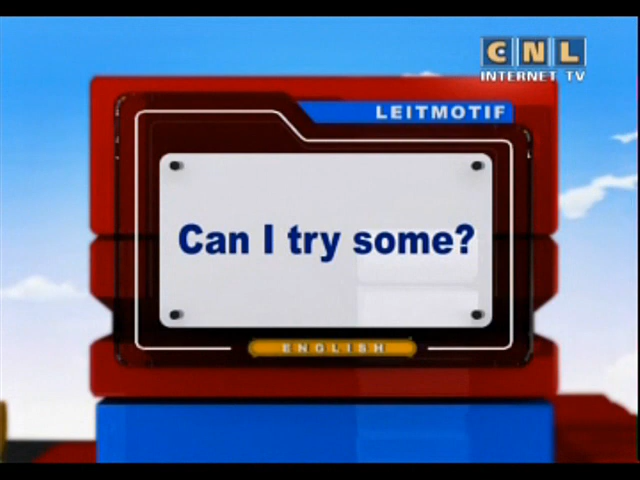 CNL
INTERNET TV
LEITMOTIF
Can I try some?
ENGLISH